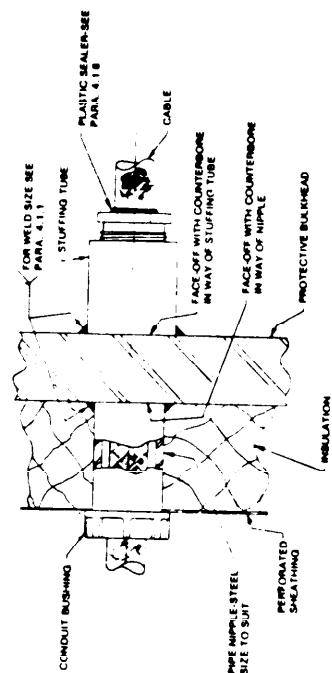 CONDUIT BUSHING
PIPE NIPPLE-STEEL
SIZE TO SUIT
PERFORATED
SHEATHING
INSULATION
FOR WELD SIZE SEE
PARA. 4.1.1
STUFFING TUBE
PLASTIC SEALER-SEE
PARA. 4.1.8
CABLE
FACE-OFF WITH COUNTERBORE
IN WAY OF STUFFING TUBE
FACE-OFF WITH COUNTERBORE
IN WAY OF NIPPLE
PROTECTIVE BULKHEAD